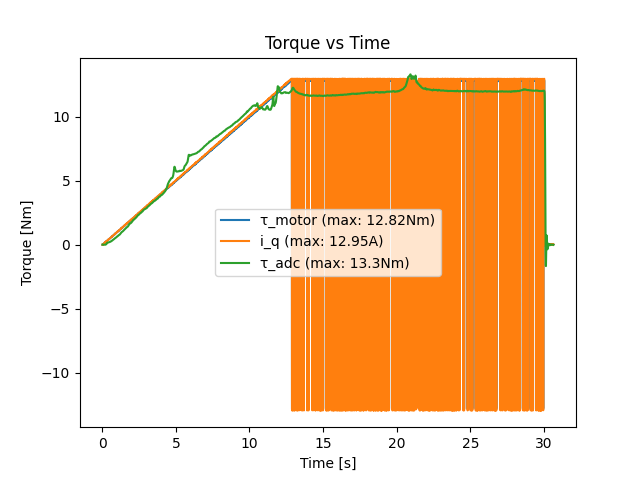 Torque vs Time
Torque [Nm]
10
5
0
−5
−10
τ_motor (max: 12.82Nm)
i_q (max: 12.95A)
τ_adc (max: 13.3Nm)
0 5 10 15 20 25 30
Time [s]